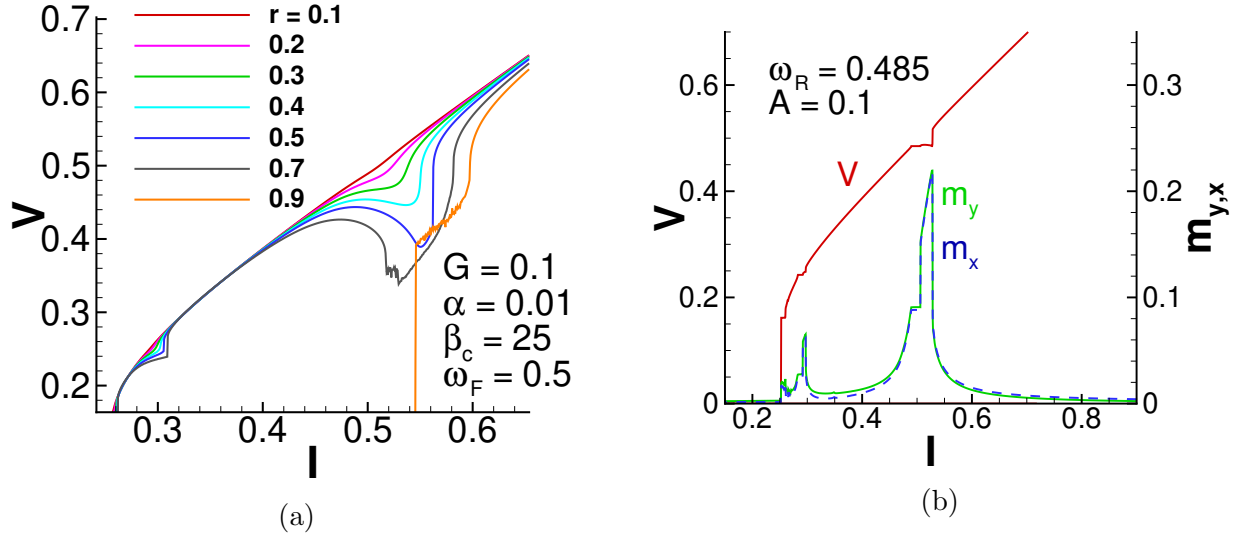 0.7
0.6
0.5
0.4
0.3
0.2
V
r = 0.1
0.2
0.3
0.4
0.5
0.7
0.9
G = 0.1
α = 0.01
β_c = 25
ω_F = 0.5
0.3 0.4 0.5 0.6
I
(a)
0.6
0.4
0.2
0
V
ω_R = 0.485
A = 0.1
V
m_y
m_x
0.3
0.2
0.1
0
m_y,x
0.2 0.4 0.6 0.8
I
(b)